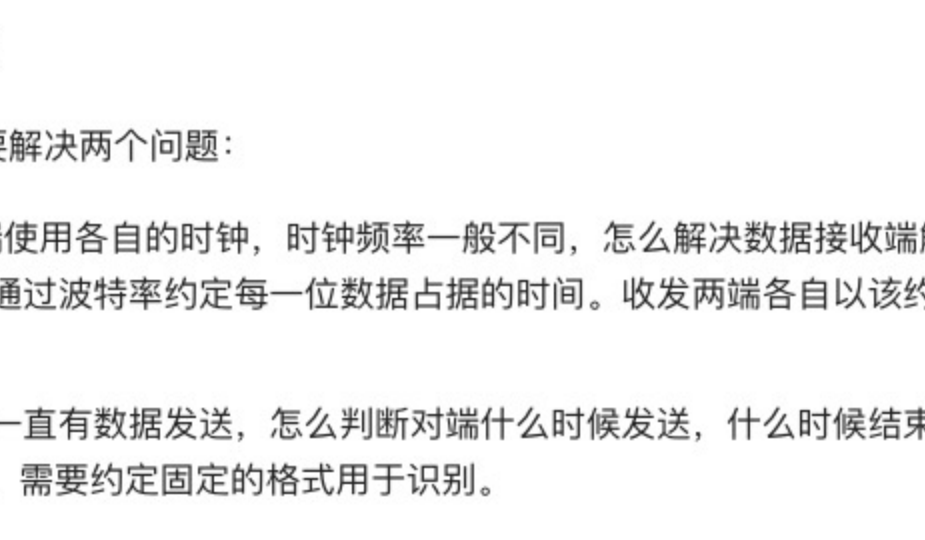 要解决两个问题：
使用各自的时钟，时钟频率一般不同，怎么解决数据接收端
通过波特率约定每一位数据占据的时间。收发两端各自以该约
一直有数据发送，怎么判断对端什么时候发送，什么时候结束
需要约定固定的格式用于识别。